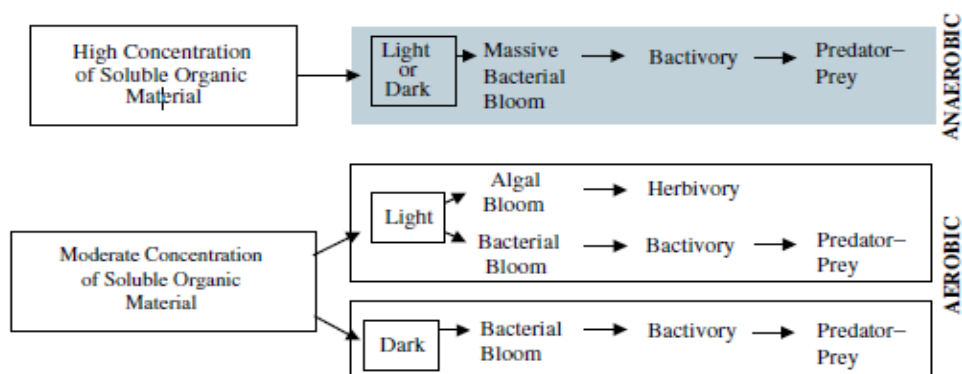 High Concentration
of Soluble Organic
Material
Light
or
Dark
Massive
Bacterial
Bloom
Bactivory
Predator–
Prey
ANAEROBIC
Moderate Concentration
of Soluble Organic
Material
Light
Algal
Bloom
Herbivory
Bacterial
Bloom
Bactivory
Predator–
Prey
Dark
Bacterial
Bloom
Bactivory
Predator–
Prey
AEROBIC